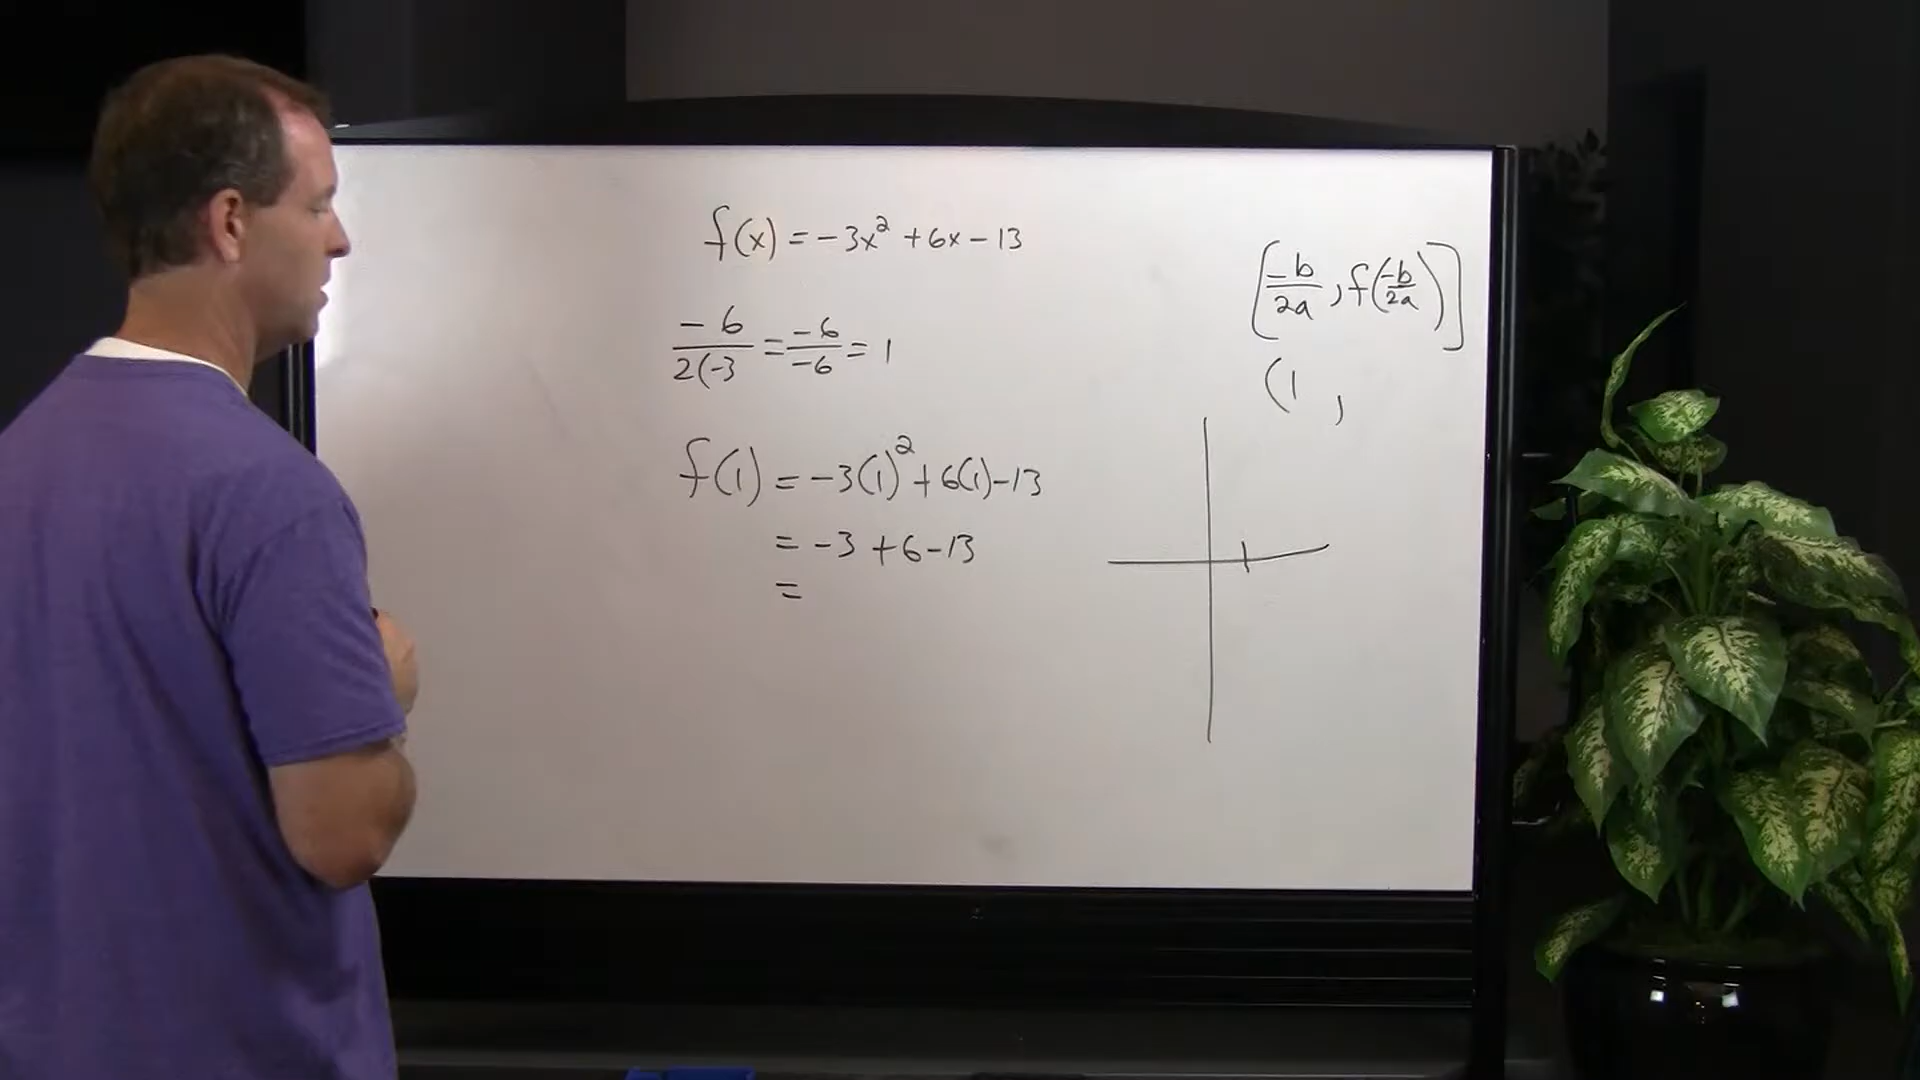 f(x) = -3x² + 6x - 13
-6/2(-3 = -6/-6 = 1
f(1) = -3(1)² + 6(1) - 13
= -3 + 6 - 13
=
[-b/2a, f(-b/2a)]
(1 ,